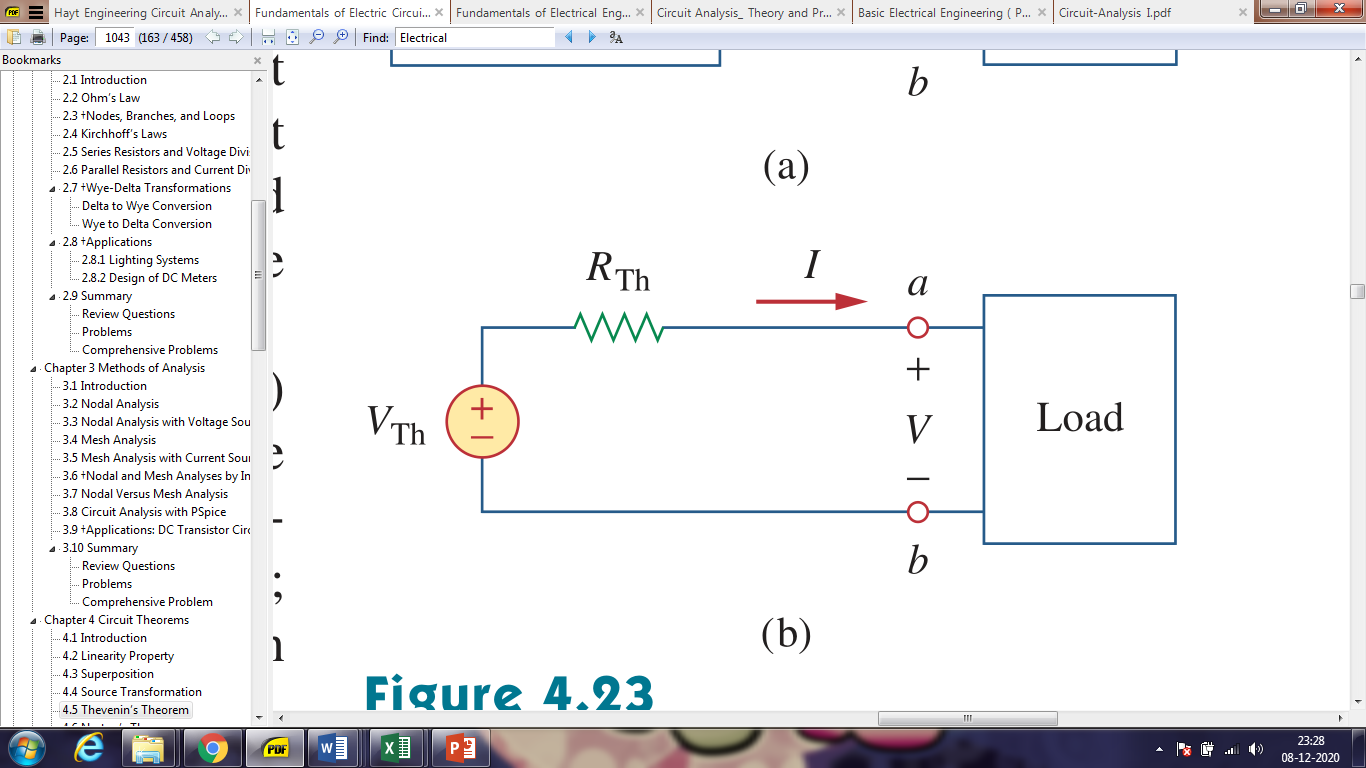 Hayt Engineering Circuit Analy...
Fundamentals of Electric Circui...
Fundamentals of Electrical Eng...
Circuit Analysis_ Theory and Pr...
Basic Electrical Engineering ( P...
Circuit-Analysis I.pdf
Page: 1043 (163 / 458)
Find: Electrical
Bookmarks
2.1 Introduction
2.2 Ohm's Law
2.3 †Nodes, Branches, and Loops
2.4 Kirchhoff's Laws
2.5 Series Resistors and Voltage Divi
2.6 Parallel Resistors and Current Div
2.7 †Wye-Delta Transformations
Delta to Wye Conversion
Wye to Delta Conversion
2.8 †Applications
2.8.1 Lighting Systems
2.8.2 Design of DC Meters
2.9 Summary
Review Questions
Problems
Comprehensive Problems
Chapter 3 Methods of Analysis
3.1 Introduction
3.2 Nodal Analysis
3.3 Nodal Analysis with Voltage Sou
3.4 Mesh Analysis
3.5 Mesh Analysis with Current Sour
3.6 †Nodal and Mesh Analyses by In
3.7 Nodal Versus Mesh Analysis
3.8 Circuit Analysis with PSpice
3.9 †Applications: DC Transistor Circ
3.10 Summary
Review Questions
Problems
Comprehensive Problem
Chapter 4 Circuit Theorems
4.1 Introduction
4.2 Linearity Property
4.3 Superposition
4.4 Source Transformation
4.5 Thevenin's Theorem
t
t
d
e
)
e
-
;
n
b
(a)
R Th
I
a
+
V Th
+
−
V
−
Load
b
(b)
Figure 4.23
PDF
23:28
08-12-2020